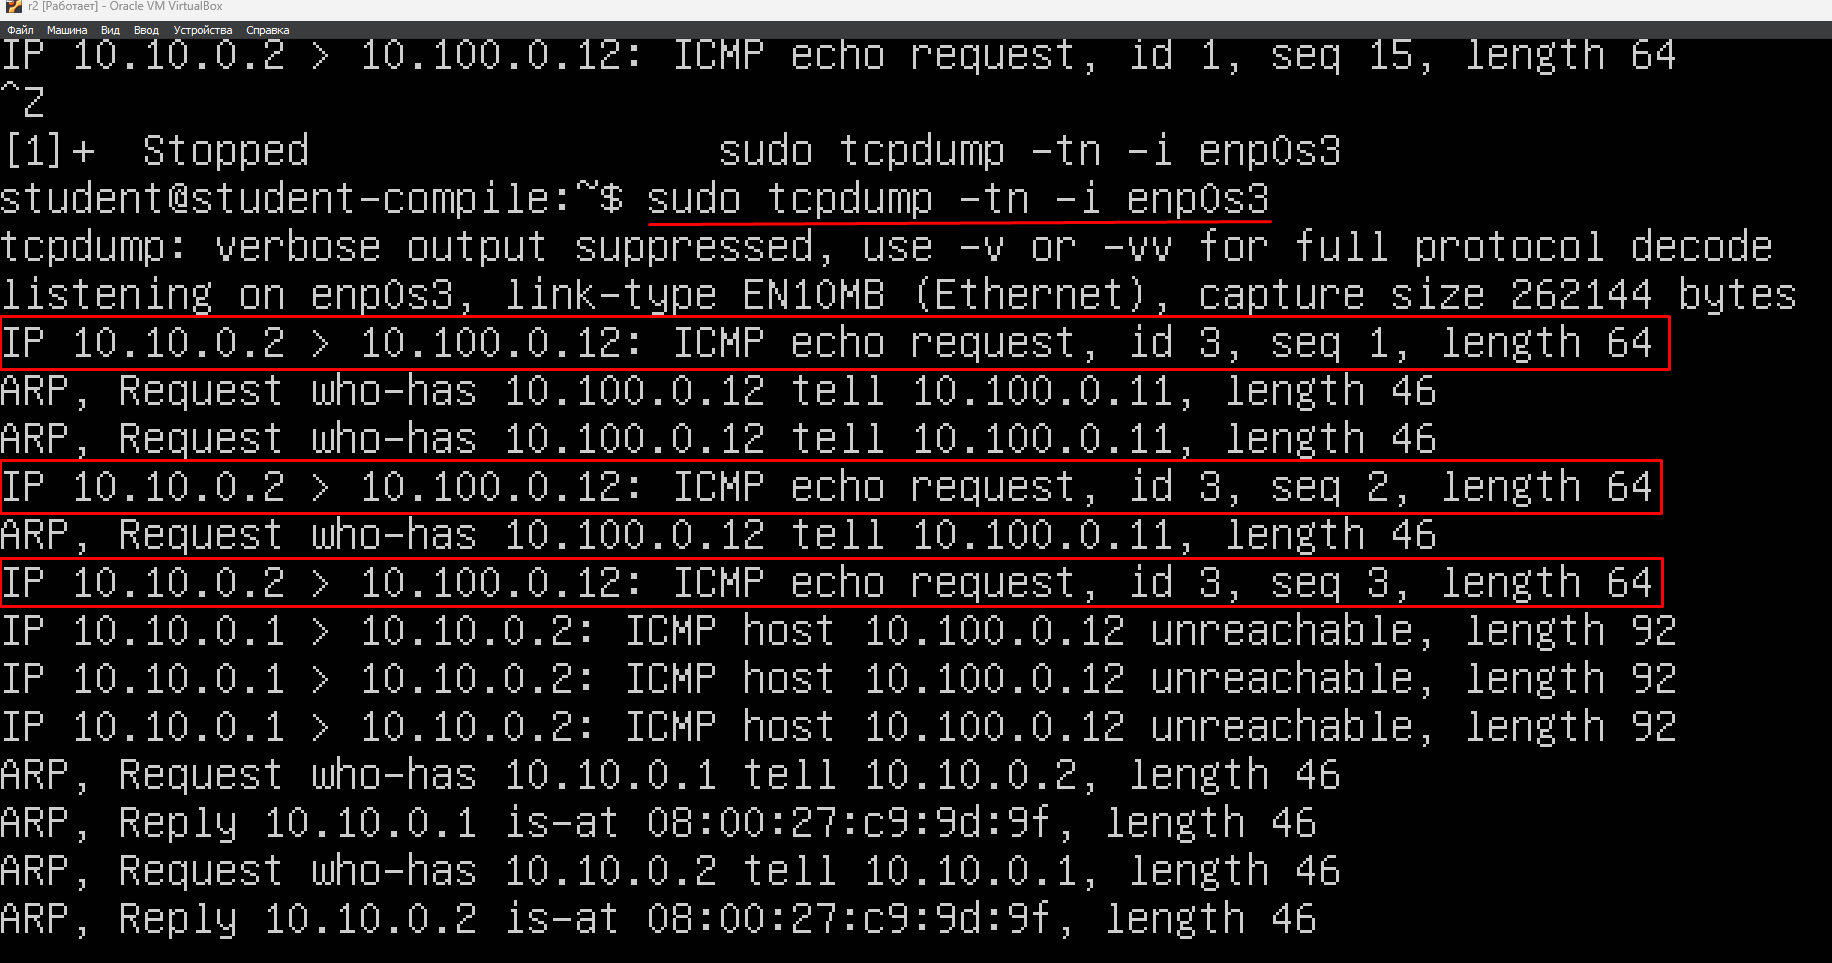 r2 [Работает] - Oracle VM VirtualBox
Файл Машина Вид Ввод Устройства Справка
IP 10.10.0.2 > 10.100.0.12: ICMP echo request, id 1, seq 15, length 64
^Z
[1]+  Stopped                 sudo tcpdump -tn -i enp0s3
student@student-compile:~$ sudo tcpdump -tn -i enp0s3
tcpdump: verbose output suppressed, use -v or -vv for full protocol decode
listening on enp0s3, link-type EN10MB (Ethernet), capture size 262144 bytes
IP 10.10.0.2 > 10.100.0.12: ICMP echo request, id 3, seq 1, length 64
ARP, Request who-has 10.100.0.12 tell 10.100.0.11, length 46
ARP, Request who-has 10.100.0.12 tell 10.100.0.11, length 46
IP 10.10.0.2 > 10.100.0.12: ICMP echo request, id 3, seq 2, length 64
ARP, Request who-has 10.100.0.12 tell 10.100.0.11, length 46
IP 10.10.0.2 > 10.100.0.12: ICMP echo request, id 3, seq 3, length 64
IP 10.10.0.1 > 10.10.0.2: ICMP host 10.100.0.12 unreachable, length 92
IP 10.10.0.1 > 10.10.0.2: ICMP host 10.100.0.12 unreachable, length 92
IP 10.10.0.1 > 10.10.0.2: ICMP host 10.100.0.12 unreachable, length 92
ARP, Request who-has 10.10.0.1 tell 10.10.0.2, length 46
ARP, Reply 10.10.0.1 is-at 08:00:27:c9:9d:9f, length 46
ARP, Request who-has 10.10.0.2 tell 10.10.0.1, length 46
ARP, Reply 10.10.0.2 is-at 08:00:27:c9:9d:9f, length 46